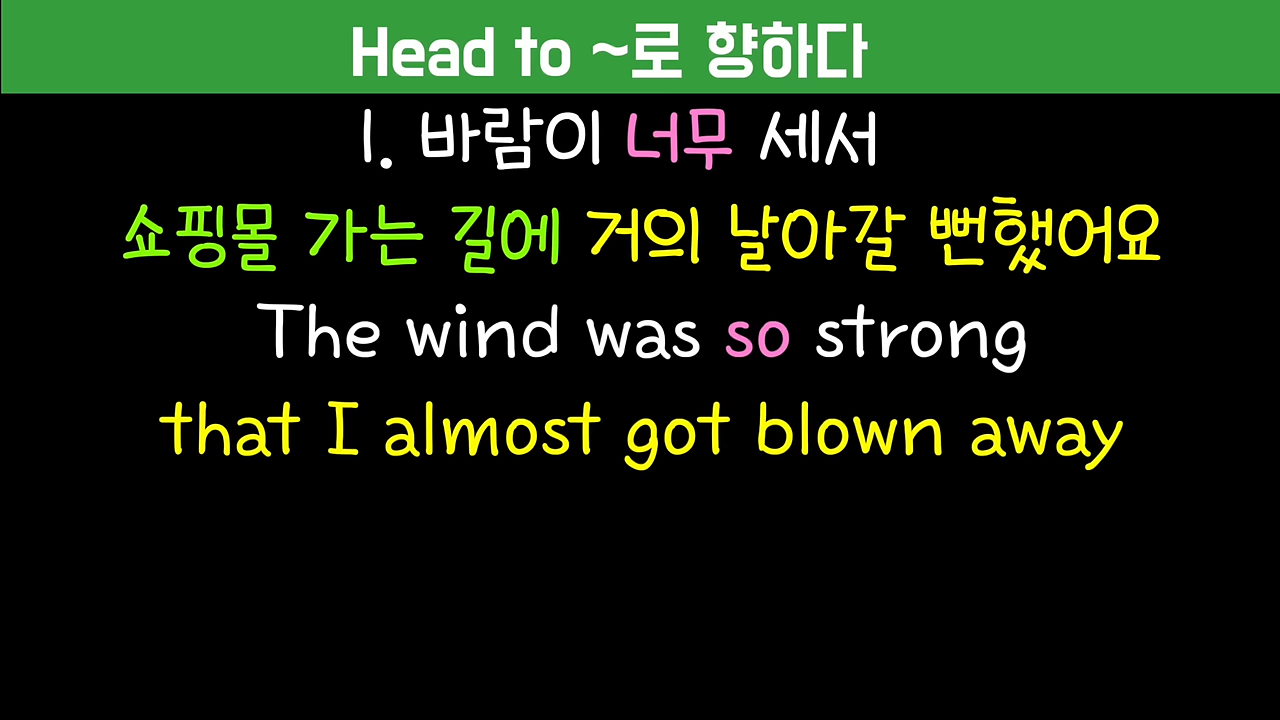 Head to ~로 향하다
1. 바람이 너무 세서
쇼핑몰 가는 길에 거의 날아갈 뻔했어요
The wind was so strong
that I almost got blown away